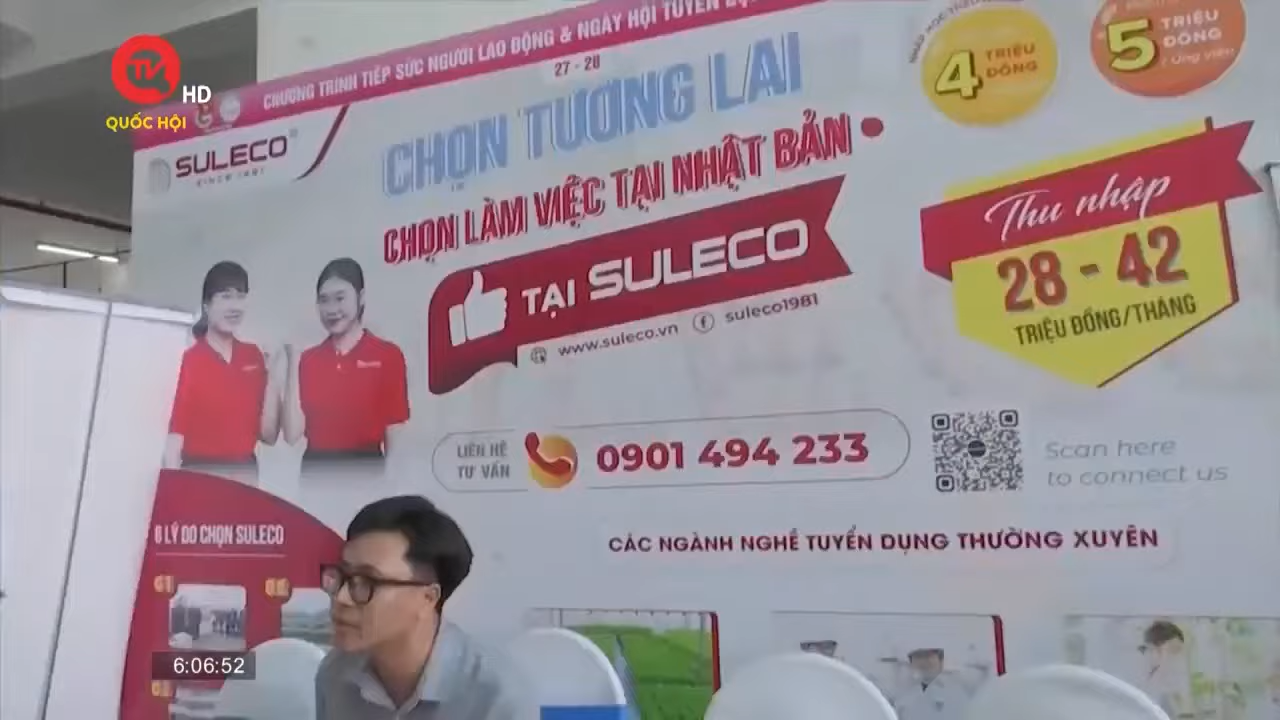 HD
QUỐC HỘI
CHƯƠNG TRÌNH TIẾP SỨC NGƯỜI LAO ĐỘNG & NGÀY HỘI TUYỂN
27 - 28
SULECO
SINCE 1981
CHỌN TƯƠNG LAI
CHỌN LÀM VIỆC TẠI NHẬT BẢN
TẠI SULECO
www.suleco.vn suleco1981
4 TRIỆU ĐỒNG
5 TRIỆU ĐỒNG
Thu nhập
28 - 42
TRIỆU ĐỒNG/THÁNG
LIÊN HỆ
TƯ VẤN
0901 494 233
Scan here
to connect us
6 LÝ DO CHỌN SULECO
01
CÁC NGÀNH NGHỀ TUYỂN DỤNG THƯỜNG XUYÊN
6:06:52